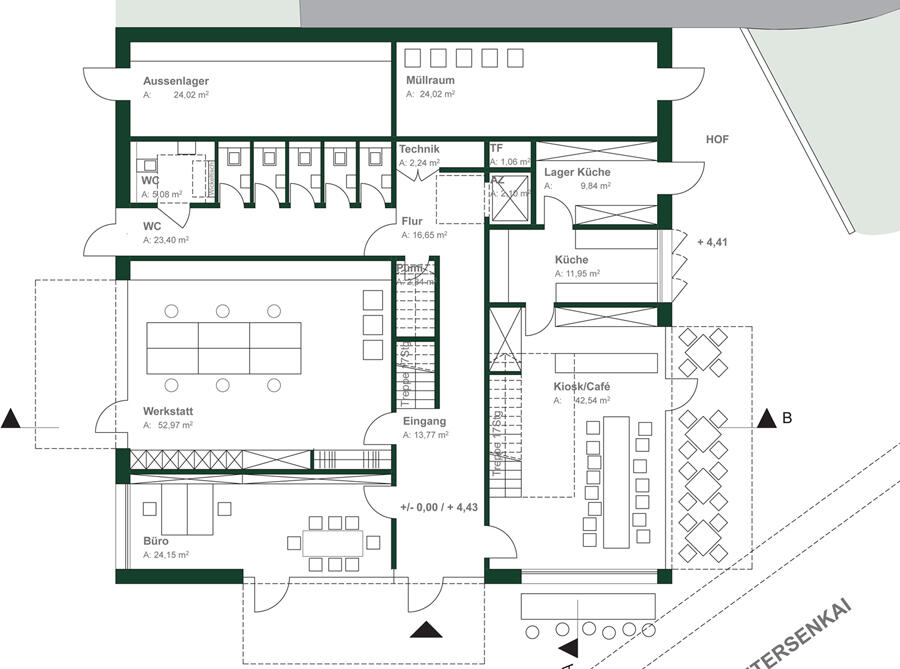 Aussenlager
A: 24,02 m²
Müllraum
A: 24,02 m²
HOF
Technik
A: 2,24 m²
TF
A: 1,06 m²
WC
A: 5,08 m²
Wickeltisch
AZ
A: 2,10 m²
Lager Küche
A: 9,84 m²
WC
A: 23,40 m²
Flur
A: 16,65 m²
+ 4,41
Küche
A: 11,95 m²
Pumi
Treppe 17Stg
Werkstatt
A: 52,97 m²
Eingang
A: 13,77 m²
Kiosk/Café
A: 42,54 m²
Treppe 17Stg
B
+/- 0,00 / + 4,43
Büro
A: 24,15 m²
TERSENKAI